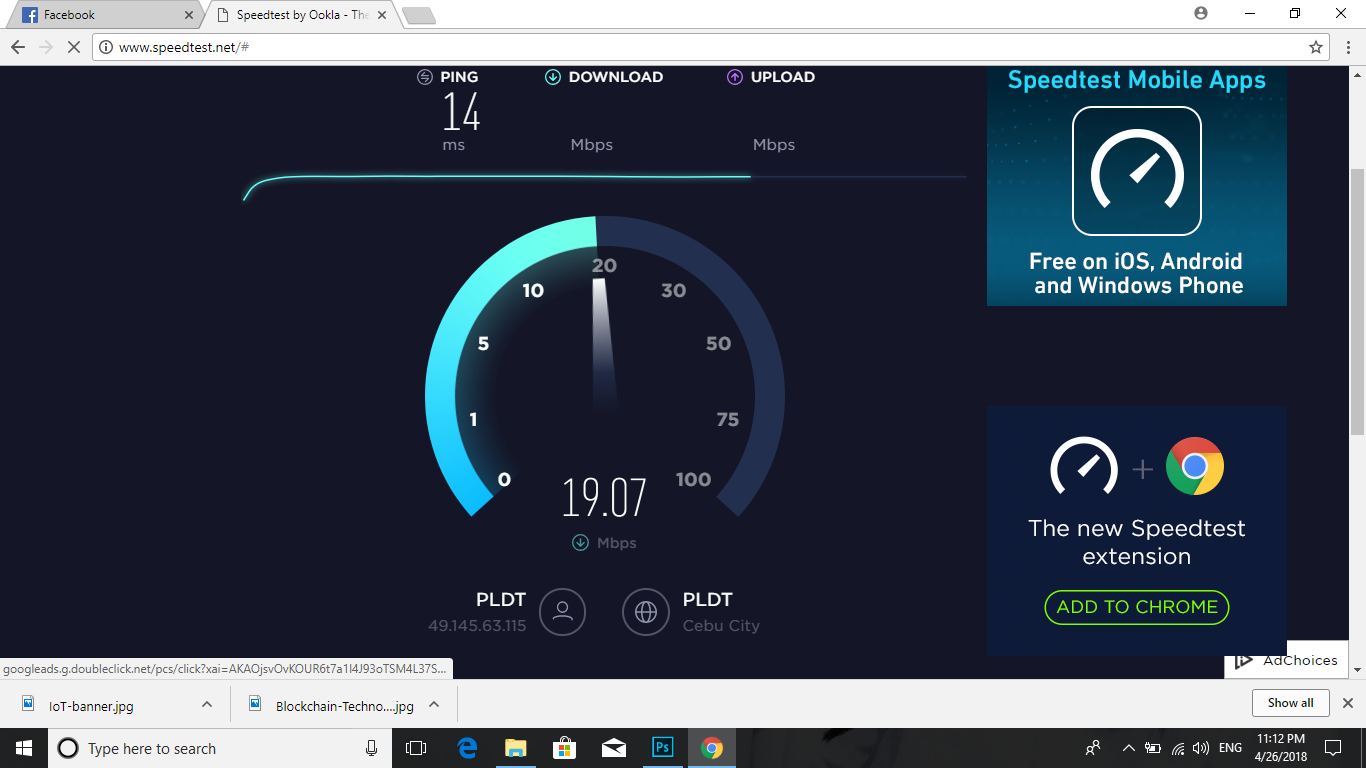 Facebook
Speedtest by Ookla - The
www.speedtest.net/#
PING
DOWNLOAD
UPLOAD
14
ms
Mbps
Mbps
0
1
5
10
20
30
50
75
100
19.07
Mbps
PLDT
49.145.63.115
PLDT
Cebu City
Speedtest Mobile Apps
Free on iOS, Android
and Windows Phone
+
The new Speedtest
extension
ADD TO CHROME
AdChoices
googleads.g.doubleclick.net/pcs/click?xai=AKAOjsvOvKOUR6t7a1I4J93oTSM4L37S...
IoT-banner.jpg
Blockchain-Techno....jpg
Show all
Type here to search
Ps
ENG
11:12 PM
4/26/2018